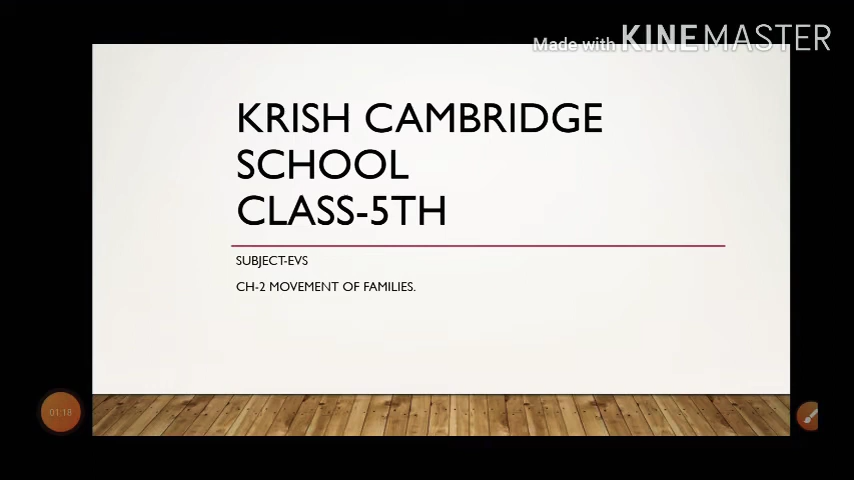 Made with KINEMASTER
KRISH CAMBRIDGE
SCHOOL
CLASS-5TH
SUBJECT-EVS
CH-2 MOVEMENT OF FAMILIES.
01:18